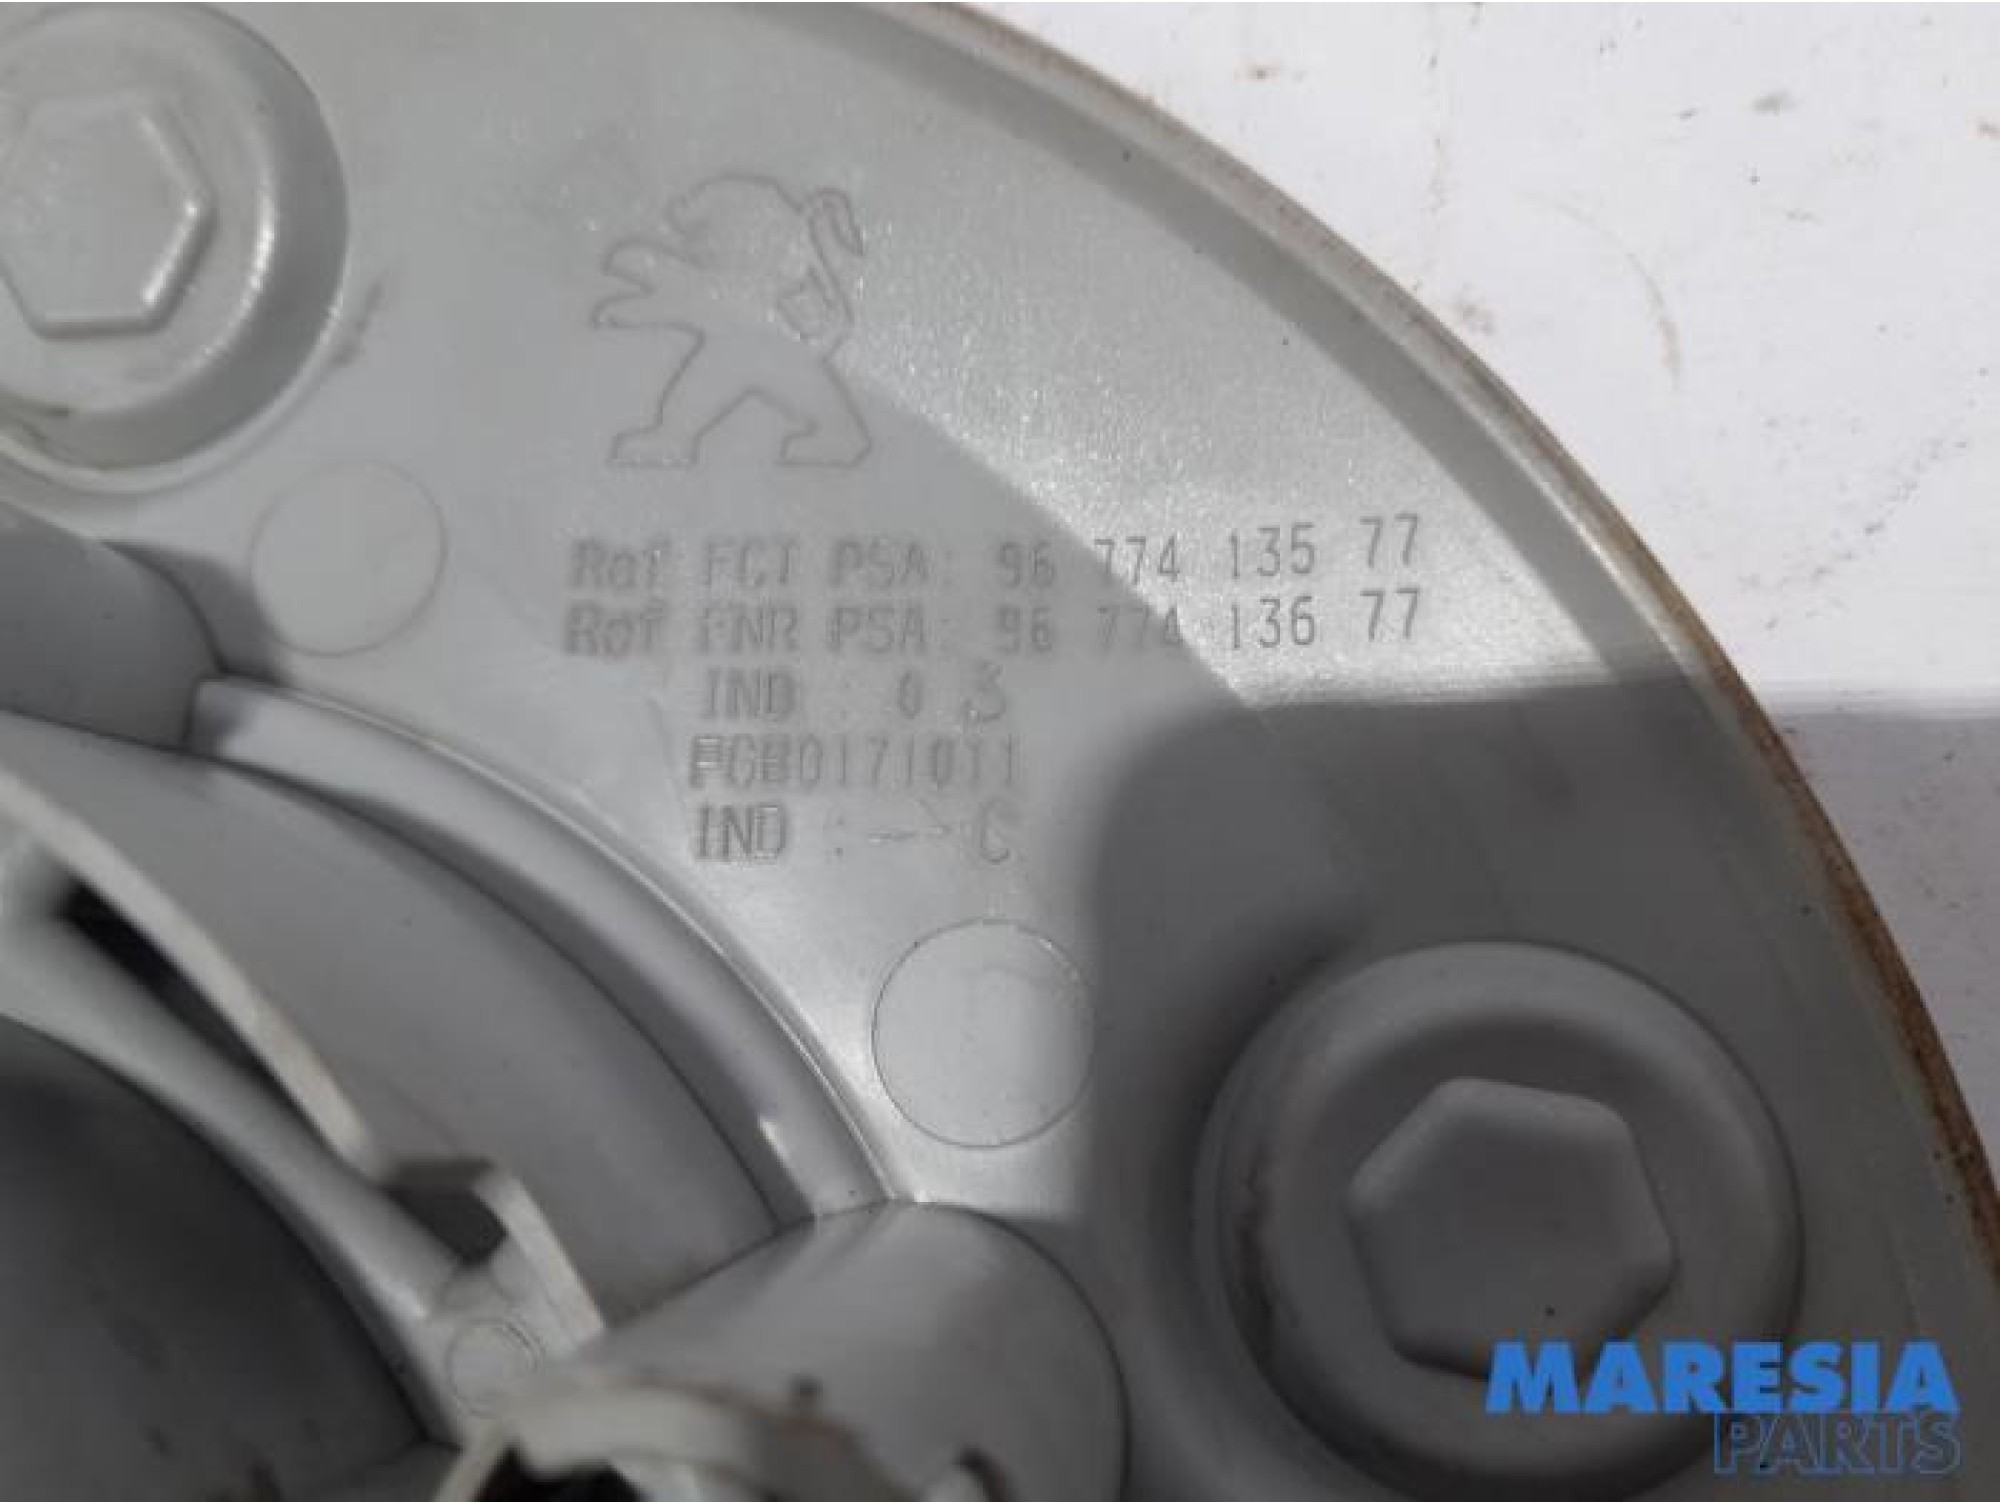 Ref FCT PSA: 96 774 135 77
Ref FNR PSA: 96 774 136 77
IND : 0 3
FGB0171011
IND : -- C
MARESIA
PARTS